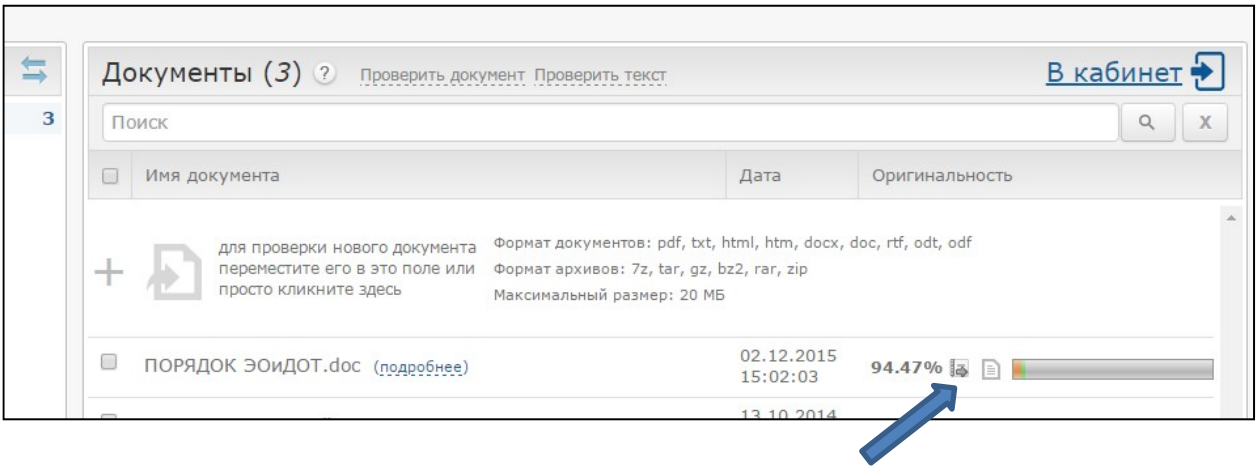 Документы (3) ? Проверить документ Проверить текст В кабинет
3
Поиск X
Имя документа Дата Оригинальность
для проверки нового документа
переместите его в это поле или
просто кликните здесь
Формат документов: pdf, txt, html, htm, docx, doc, rtf, odt, odf
Формат архивов: 7z, tar, gz, bz2, rar, zip
Максимальный размер: 20 МБ
ПОРЯДОК ЭОиДОТ.doc (подробнее) 02.12.2015
15:02:03
94.47%
13.10.2014